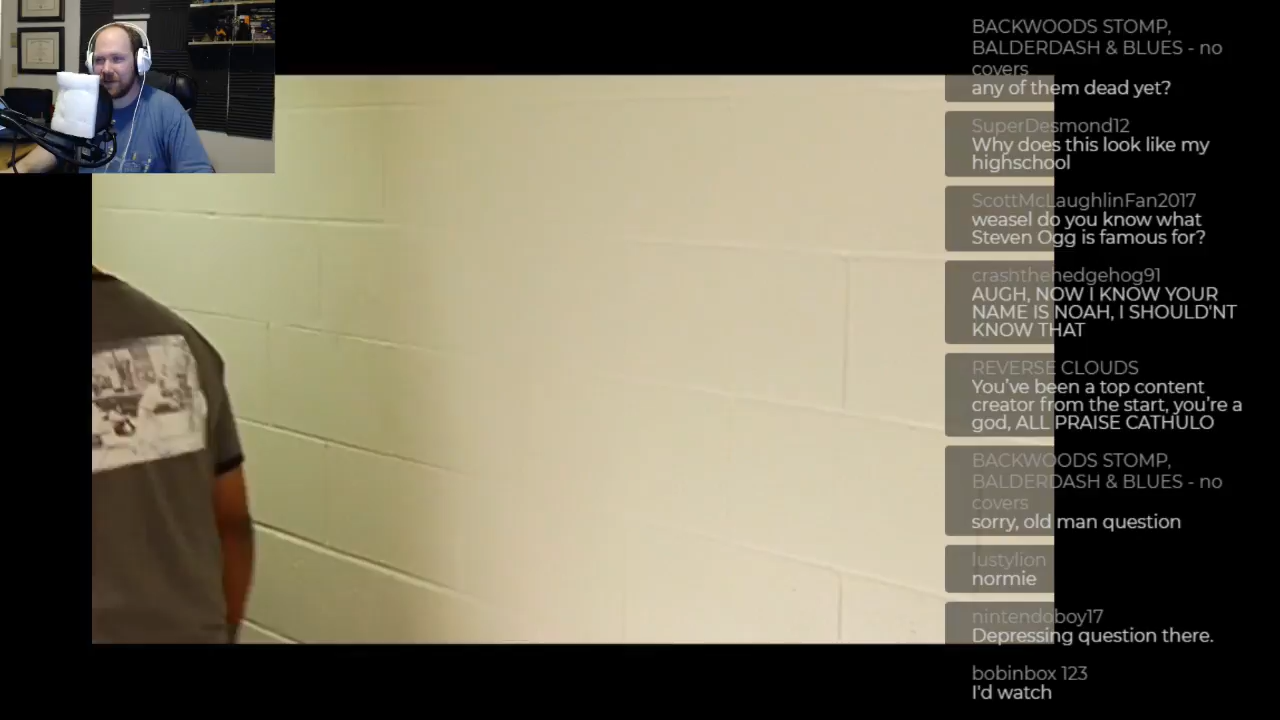 BACKWOODS STOMP,
BALDERDASH & BLUES - no
covers
any of them dead yet?
SuperDesmond12
Why does this look like my
highschool
ScottMcLaughlinFan2017
weasel do you know what
Steven Ogg is famous for?
crashthehedgehog91
AUGH, NOW I KNOW YOUR
NAME IS NOAH, I SHOULD'NT
KNOW THAT
REVERSE CLOUDS
You've been a top content
creator from the start, you're a
god, ALL PRAISE CATHULO
BACKWOODS STOMP,
BALDERDASH & BLUES - no
covers
sorry, old man question
lustylion
normie
nintendoboy17
Depressing question there.
bobinbox 123
I'd watch